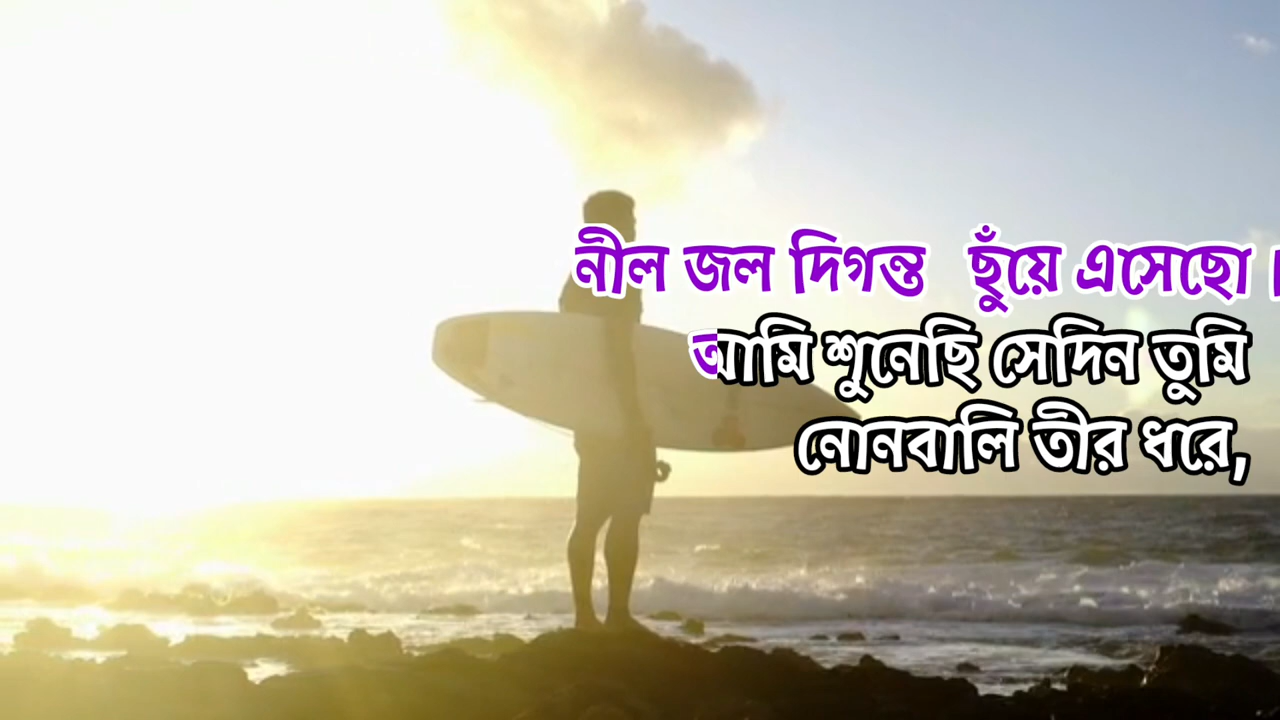 নীল জল দিগন্ত ছুঁয়ে এসেছো।
আমি শুনেছি সেদিন তুমি
নোনবালি তীর ধরে,